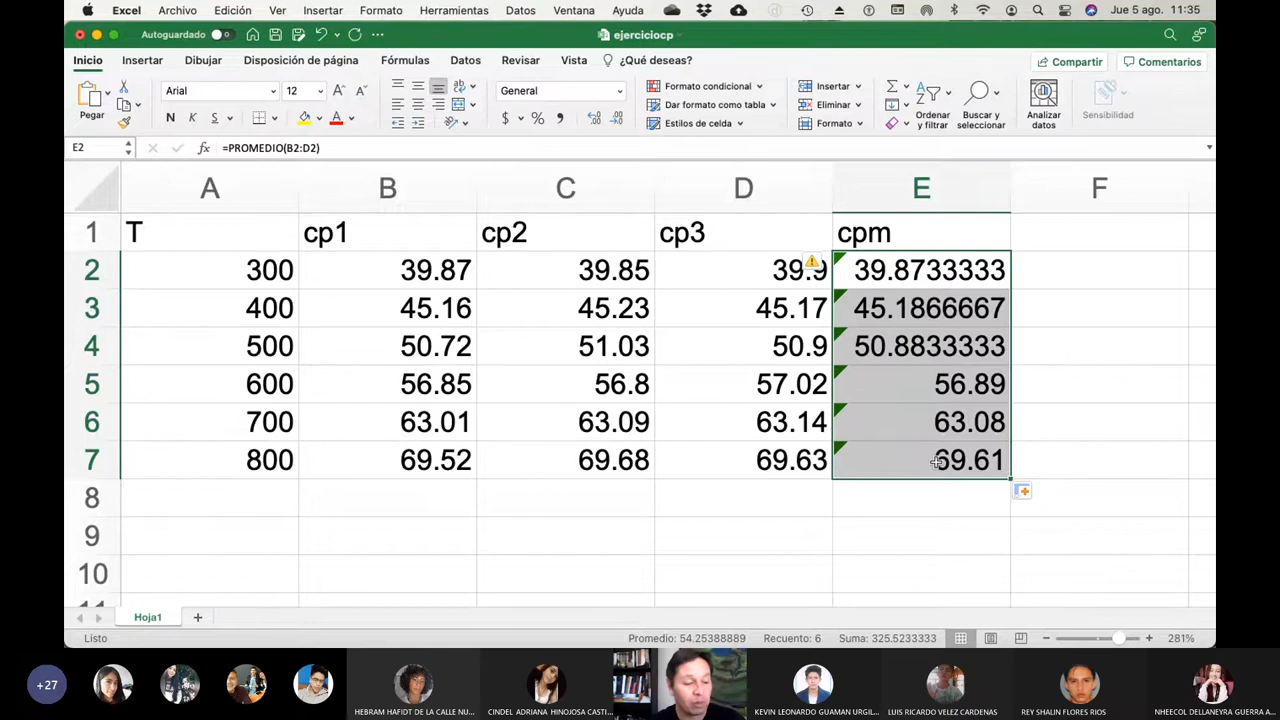 Excel Archivo Edición Ver Insertar Formato Herramientas Datos Ventana Ayuda Jue 5 ago. 11:35
Autoguardado ejerciciocp
Inicio Insertar Dibujar Disposición de página Fórmulas Datos Revisar Vista ¿Qué deseas? Compartir Comentarios
Pegar Arial 12 General Formato condicional Insertar
N K S $ % Dar formato como tabla Eliminar
Estilos de celda Formato
Ordenar y filtrar
Buscar y seleccionar
Analizar datos
Sensibilidad
E2 fx =PROMEDIO(B2:D2)
A B C D E F
1 T cp1 cp2 cp3 cpm
2 300 39.87 39.85 39.9 39.8733333
3 400 45.16 45.23 45.17 45.1866667
4 500 50.72 51.03 50.9 50.8833333
5 600 56.85 56.8 57.02 56.89
6 700 63.01 63.09 63.14 63.08
7 800 69.52 69.68 69.63 69.61
8
9
10
Hoja1
Listo Promedio: 54.25388889 Recuento: 6 Suma: 325.5233333 281%
+27
HEBRAM HAFIDT DE LA CALLE NU... CINDEL ADRIANA HINOJOSA CASTI... KEVIN LEONARDO GUAMAN URGIL... LUIS RICARDO VELEZ CARDENAS REY SHALIN FLORES RIOS NHEECOL DELLANEYRA GUERRA A...